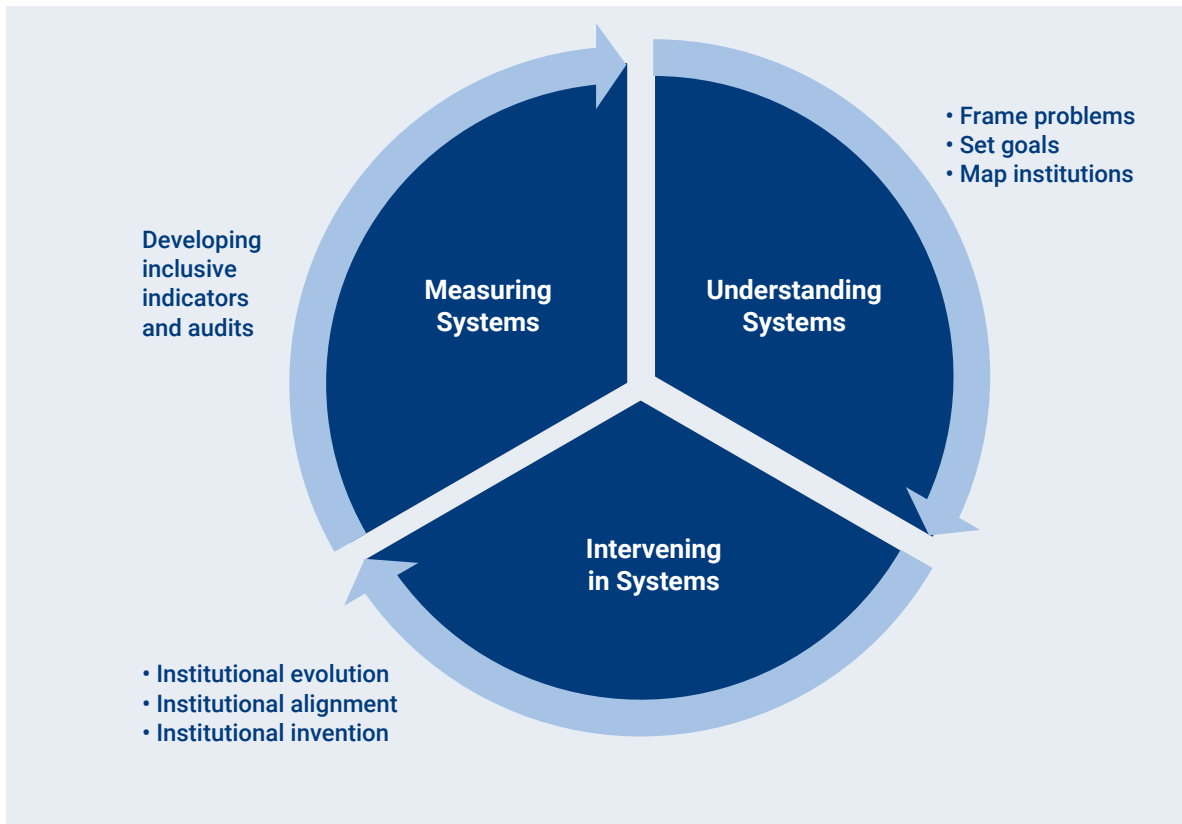 • Frame problems
• Set goals
• Map institutions
Developing
inclusive
indicators
and audits
Measuring
Systems
Understanding
Systems
Intervening
in Systems
• Institutional evolution
• Institutional alignment
• Institutional invention